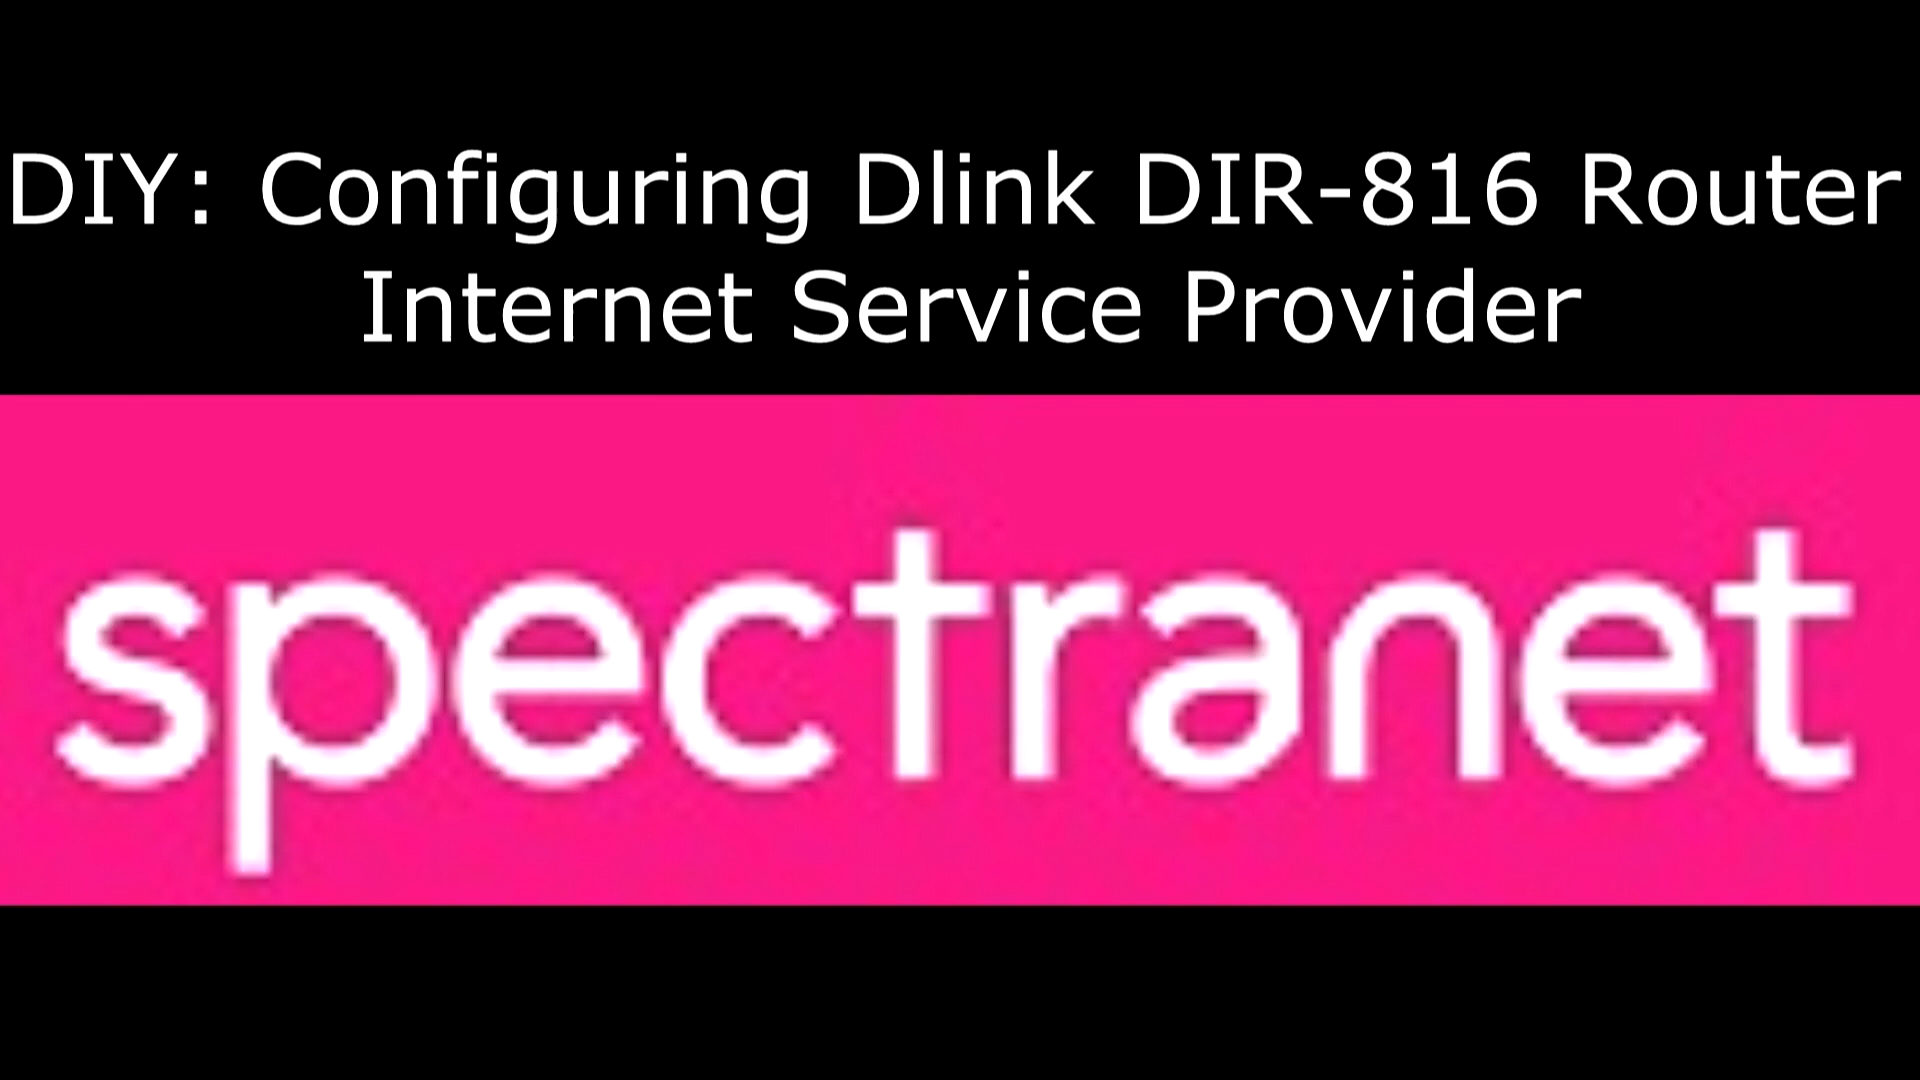 DIY: Configuring Dlink DIR-816 Router
Internet Service Provider
spectranet